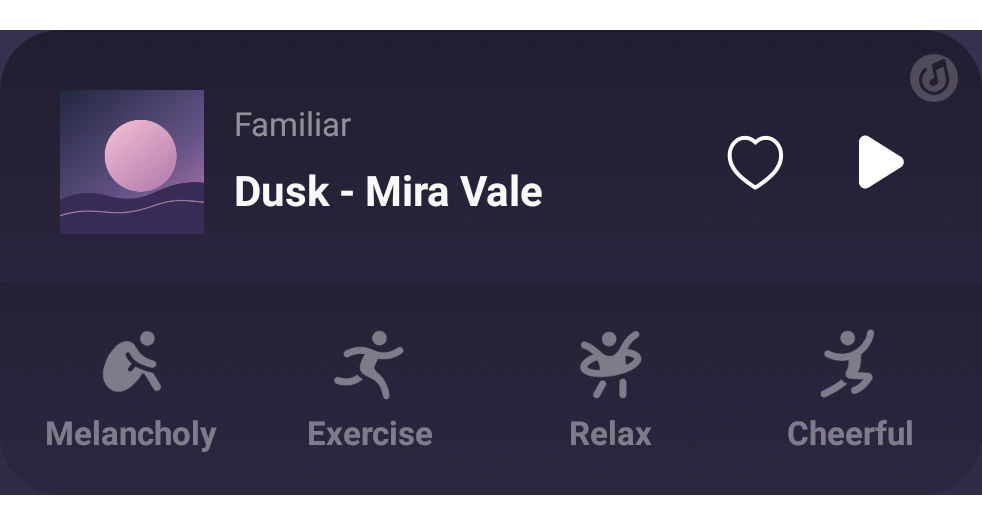 Familiar
Dusk - Mira Vale
Melancholy
Exercise
Relax
Cheerful